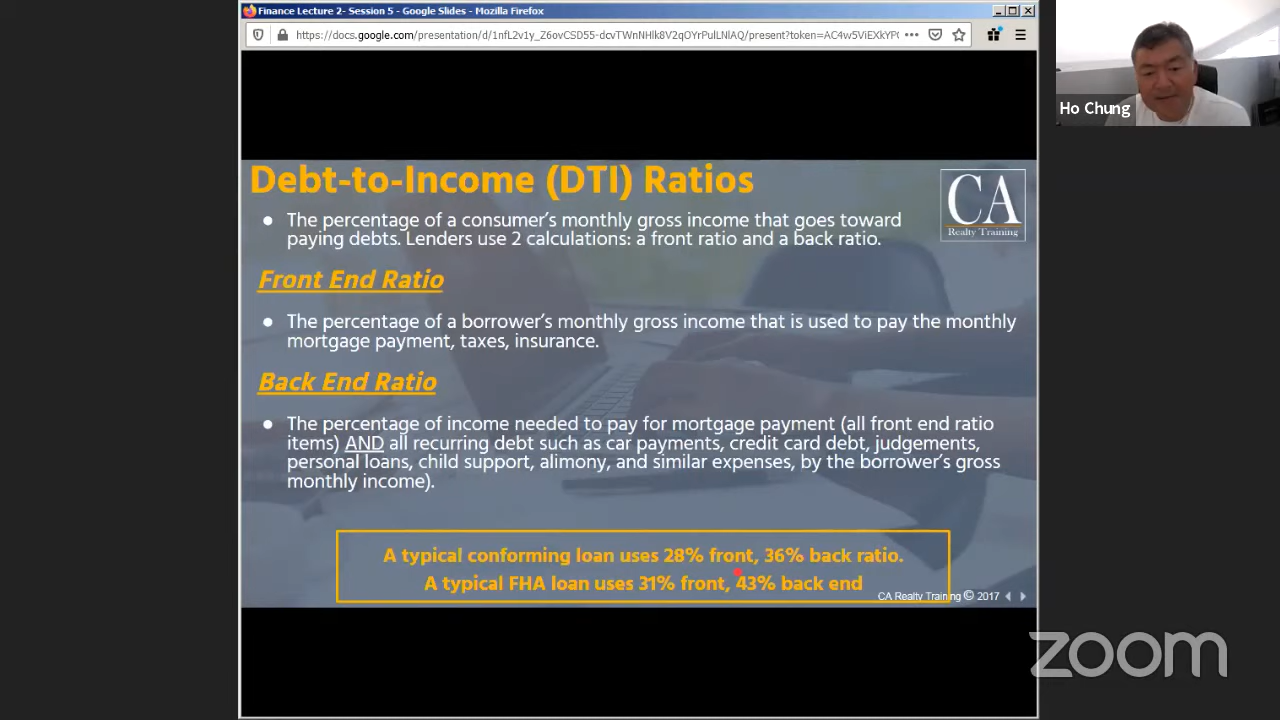 Finance Lecture 2- Session 5 - Google Slides - Mozilla Firefox
Ho Chung
Debt-to-Income (DTI) Ratios
CA
Realty Training
● The percentage of a consumer's monthly gross income that goes toward
paying debts. Lenders use 2 calculations: a front ratio and a back ratio.
Front End Ratio
● The percentage of a borrower's monthly gross income that is used to pay the monthly
mortgage payment, taxes, insurance.
Back End Ratio
● The percentage of income needed to pay for mortgage payment (all front end ratio
items) AND all recurring debt such as car payments, credit card debt, judgements,
personal loans, child support, alimony, and similar expenses, by the borrower's gross
monthly income).
A typical conforming loan uses 28% front, 36% back ratio.
A typical FHA loan uses 31% front, 43% back end
CA Realty Training © 2017
zoom